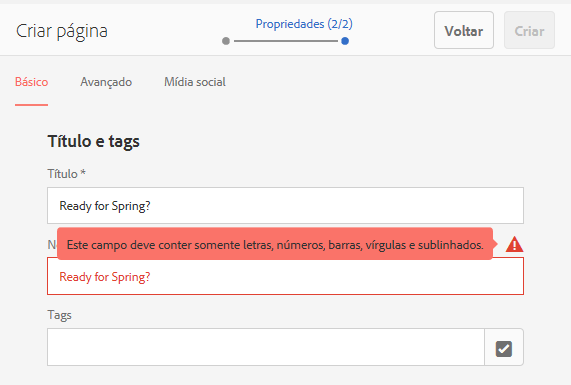 Criar página
Propriedades (2/2)
Voltar
Criar
Básico
Avançado
Mídia social
Título e tags
Título *
Ready for Spring?
Este campo deve conter somente letras, números, barras, vírgulas e sublinhados.
Ready for Spring?
Tags